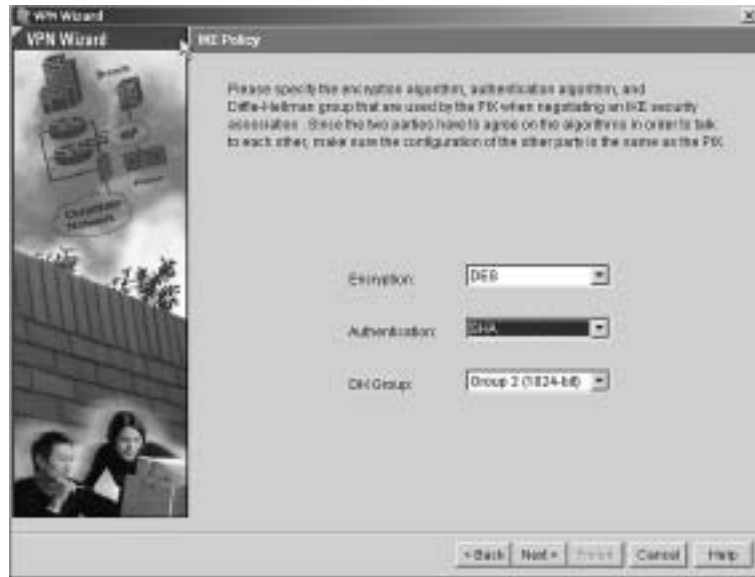 VPN Wizard
VPN Wizard
IKE Policy
Please specify the encryption algorithm, authentication algorithm, and
Diffie-Hellman group that are used by the PIX when negotiating an IKE security
association. Since the two parties have to agree on the algorithms in order to talk
to each other, make sure the configuration of the other party is the same as the PIX.
Encryption:
DES
Authentication:
SHA
DH Group:
Group 2 (1024-bit)
< Back
Next >
Finish
Cancel
Help